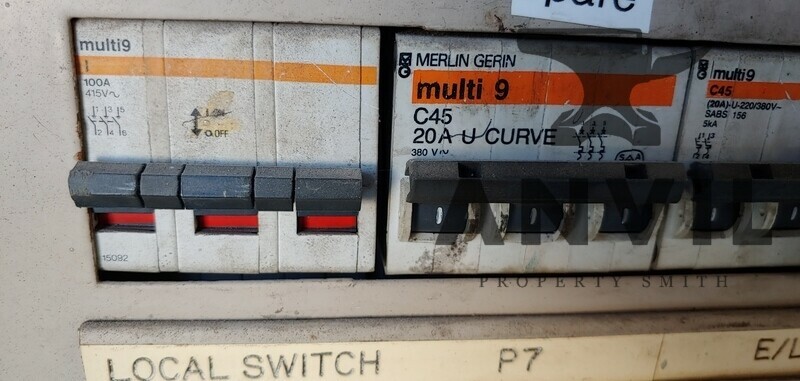 pare
multi9
I
100A
415V~
1 3 5
2 4 6
OFF
15092
MERLIN GERIN
multi 9
C45
20A U CURVE
380 V~
multi9
C45
(20A)-U-220/380V~
SABS 156
5kA
ANVIL
PROPERTY SMITH
LOCAL SWITCH
P7
E/L